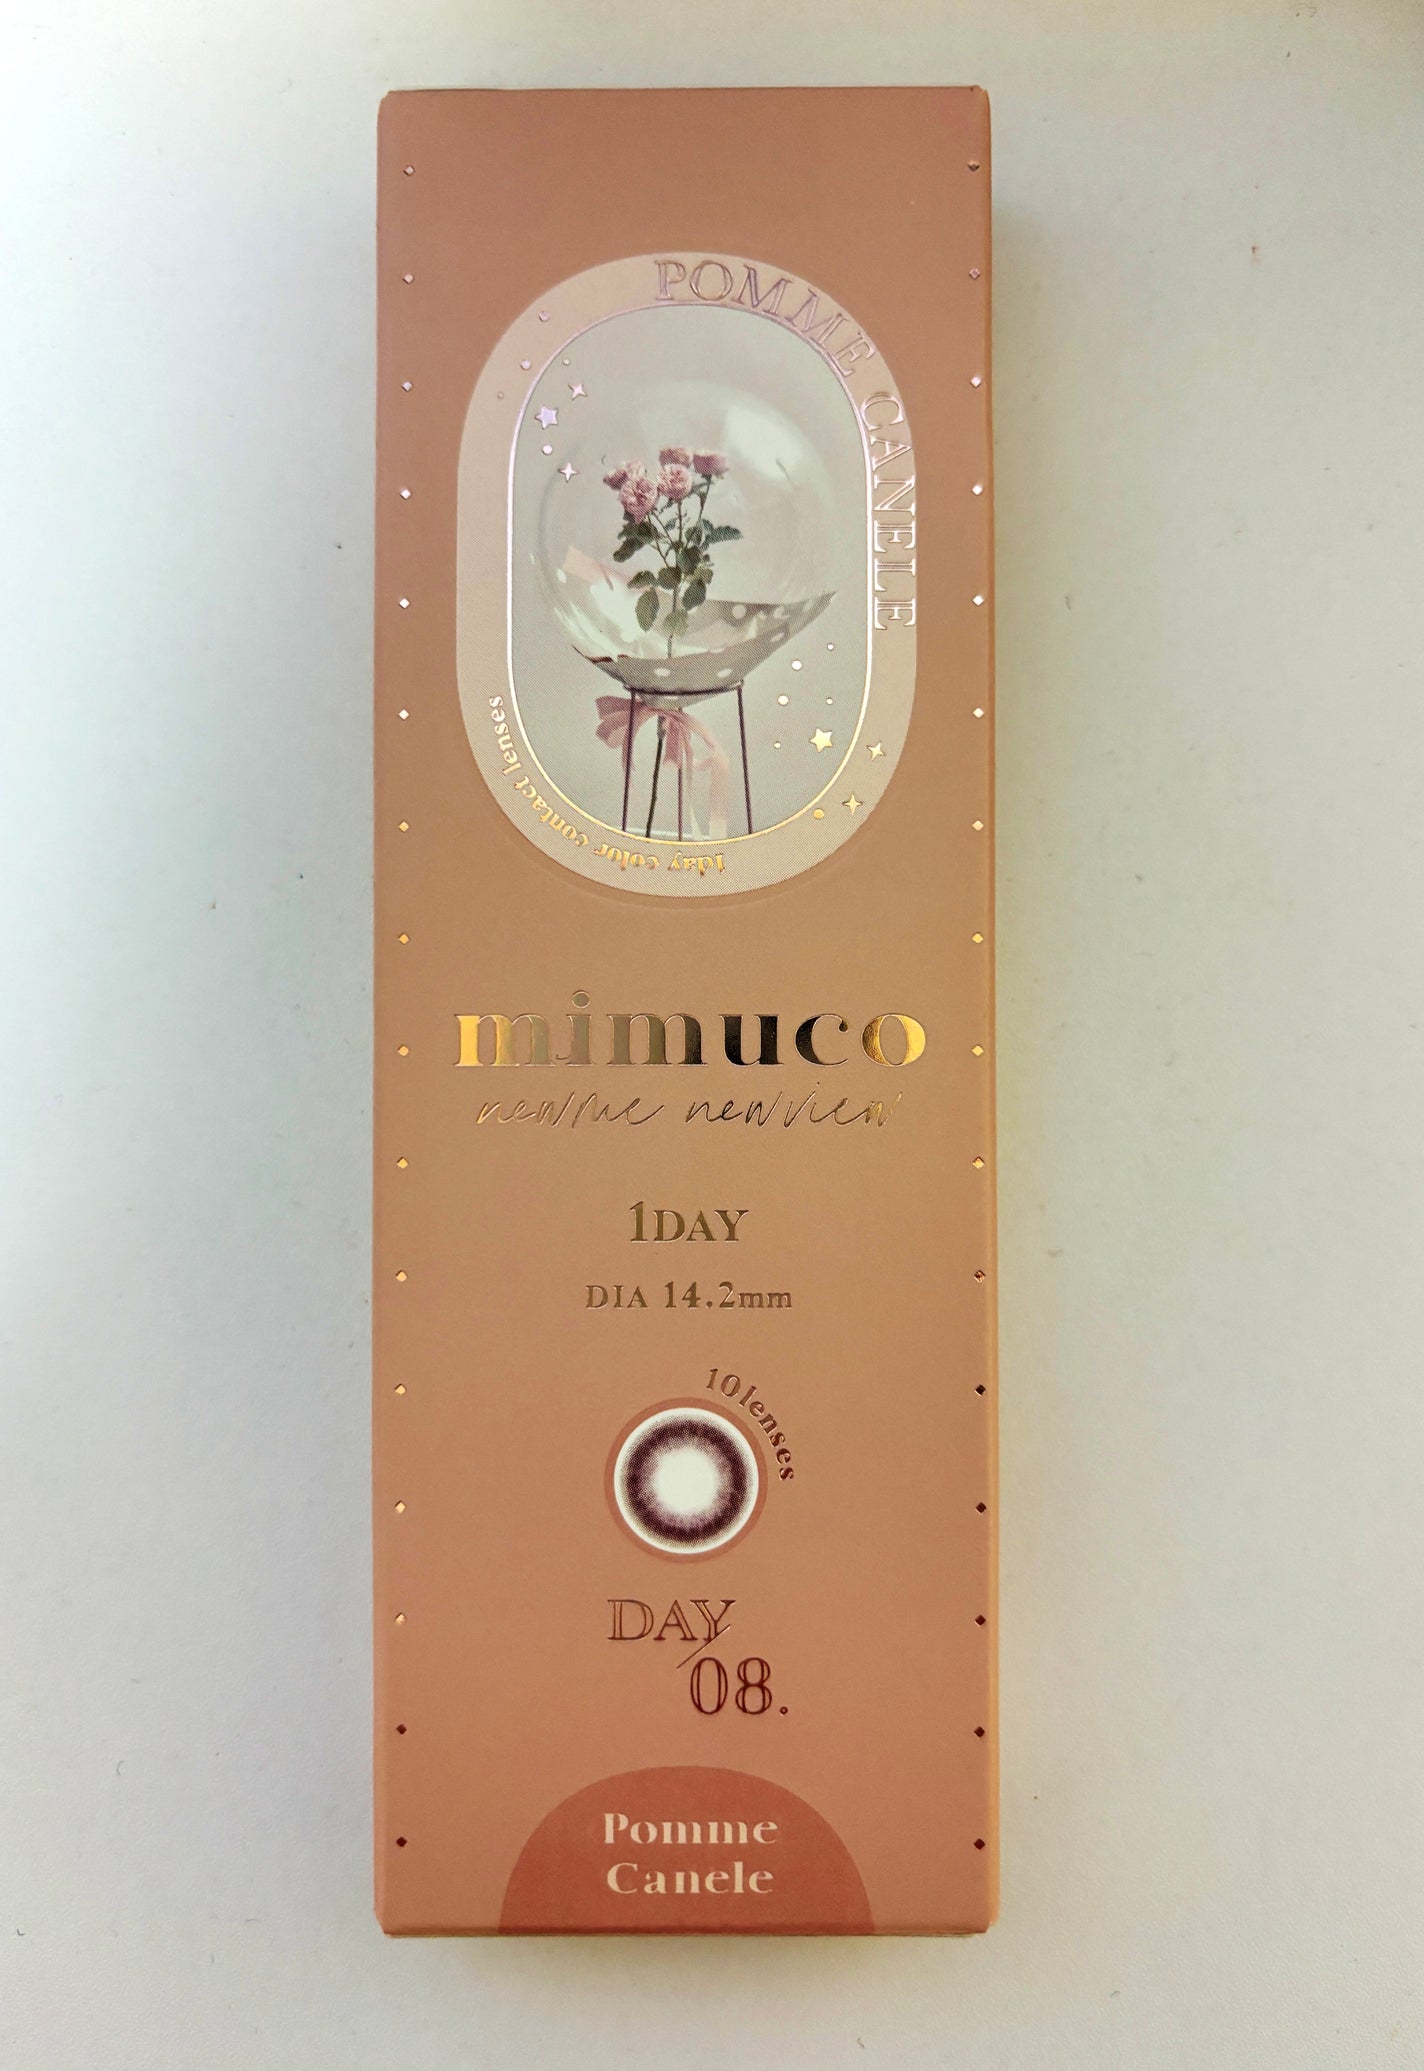 POMME CANELE
1day color contact lenses
mimuco
newme newview
1DAY
DIA 14.2mm
10lenses
DAY
08.
Pomme
Canele